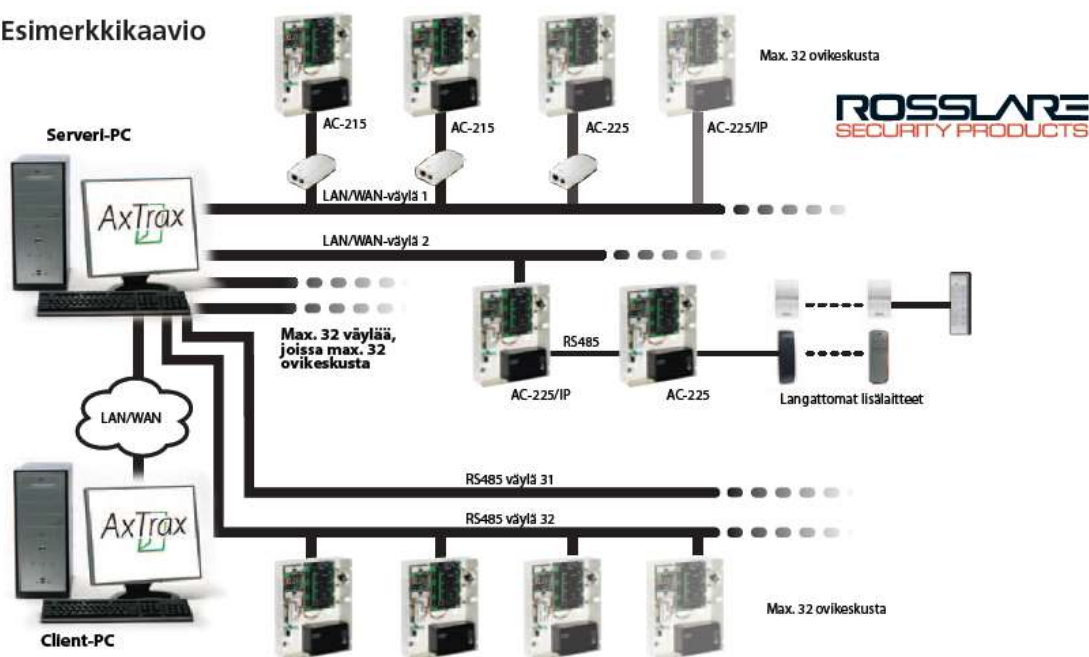 Esimerkkikaavio
Max. 32 ovikeskusta
ROSSLARE
SECURITY PRODUCTS
AC-215
AC-215
AC-225
AC-225/IP
Serveri-PC
AxTrax
LAN/WAN-väylä 1
LAN/WAN-väylä 2
Max. 32 väylää,
joissa max. 32
ovikeskusta
RS485
AC-225/IP
AC-225
Langattomat lisälaitteet
LAN/WAN
RS485 väylä 31
RS485 väylä 32
AxTrax
Client-PC
Max. 32 ovikeskusta